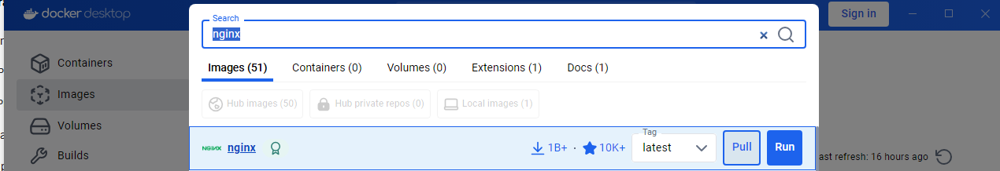 docker desktop
Sign in
Search
nginx
Containers
Images
Volumes
Builds
Images (51) Containers (0) Volumes (0) Extensions (1) Docs (1)
Hub images (50) Hub private repos (0) Local images (1)
NGINX nginx 1B+ · 10K+ Tag latest Pull Run
ast refresh: 16 hours ago